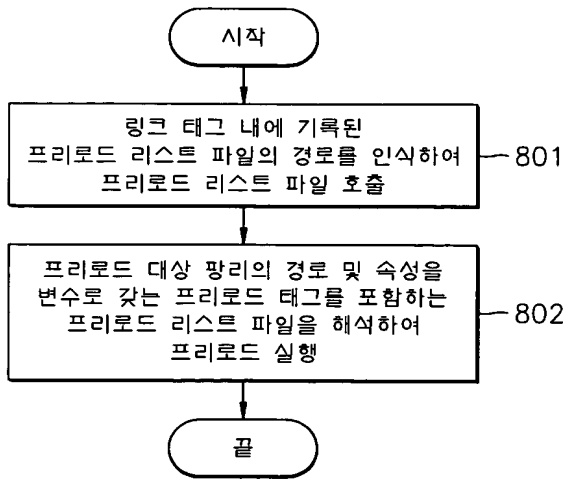 시작
링크 태그 내에 기록된
프리로드 리스트 파일의 경로를 인식하여
프리로드 리스트 파일 호출
801
프리로드 대상 팡리의 경로 및 속성을
변수로 갖는 프리로드 태그를 포함하는
프리로드 리스트 파일을 해석하여
프리로드 실행
802
끝